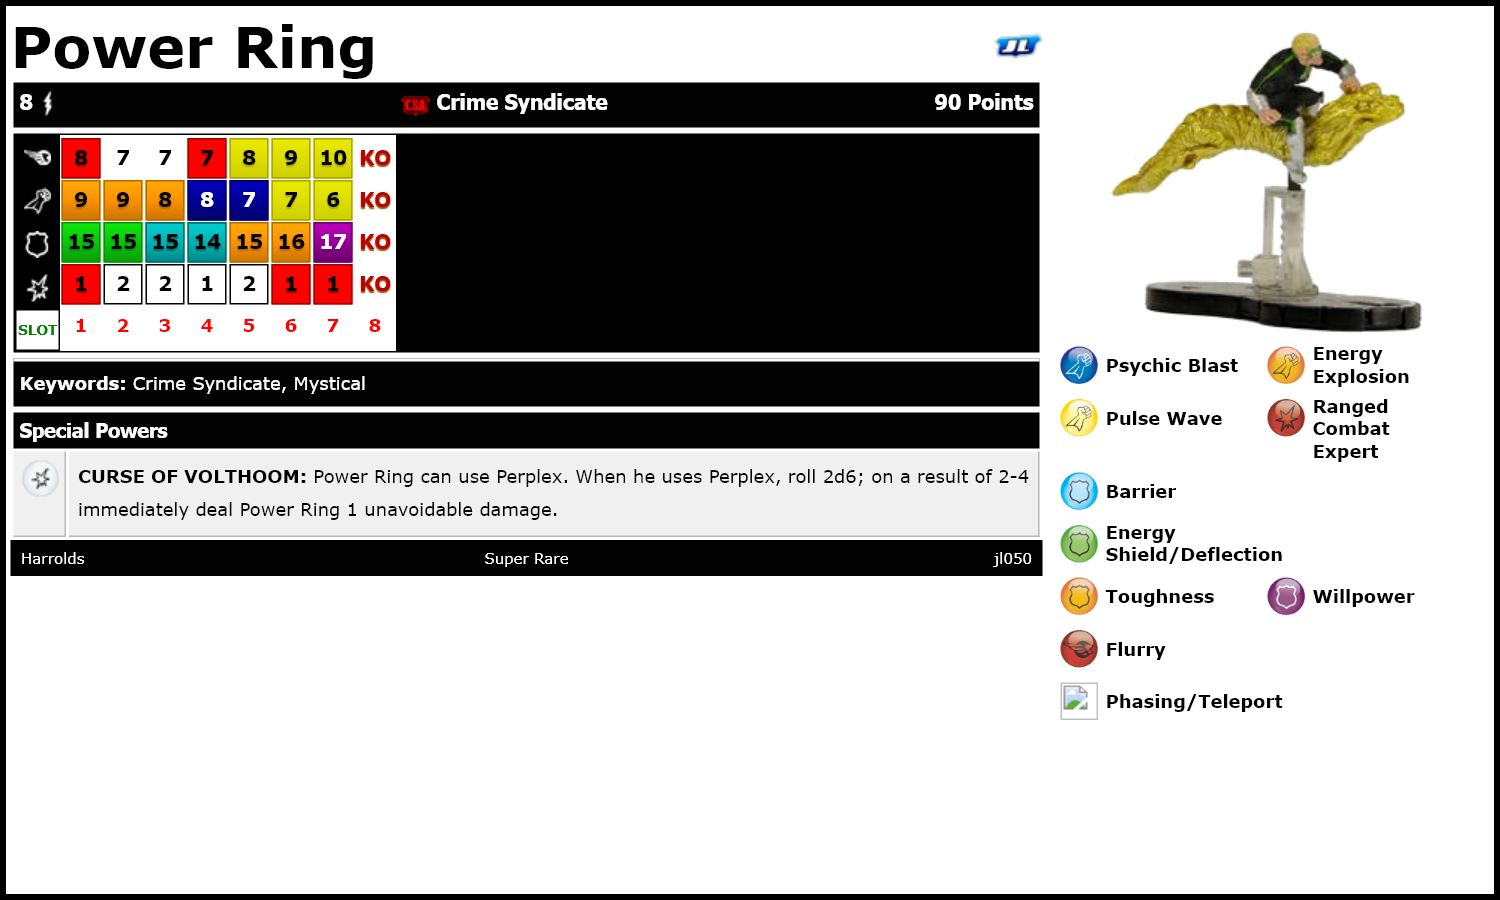 Power Ring
JL
8 CSA Crime Syndicate 90 Points
8 7 7 7 8 9 10 KO
9 9 8 8 7 7 6 KO
15 15 15 14 15 16 17 KO
1 2 2 1 2 1 1 KO
SLOT 1 2 3 4 5 6 7 8
Keywords: Crime Syndicate, Mystical
Special Powers
CURSE OF VOLTHOOM: Power Ring can use Perplex. When he uses Perplex, roll 2d6; on a result of 2-4
immediately deal Power Ring 1 unavoidable damage.
Harrolds Super Rare jl050
Psychic Blast
Energy
Explosion
Pulse Wave
Ranged
Combat
Expert
Barrier
Energy
Shield/Deflection
Toughness
Willpower
Flurry
Phasing/Teleport